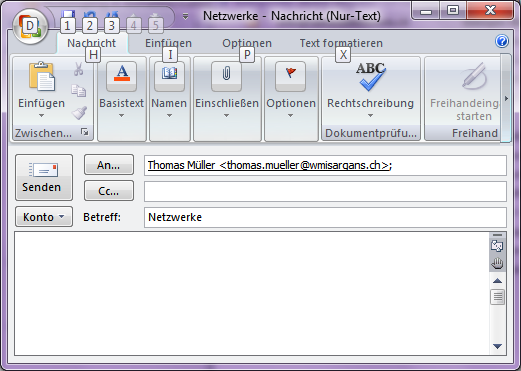 Netzwerke - Nachricht (Nur-Text)
D 1 2 3 4 5
Nachricht Einfügen Optionen Text formatieren
H I P X
Einfügen Basistext Namen Einschließen Optionen Rechtschreibung Freihandeing starten
ABC
Zwischen... Dokumentprüfu... Freihand
An... Thomas Müller <thomas.mueller@wmisargans.ch>;
Senden
Cc...
Konto Betreff: Netzwerke